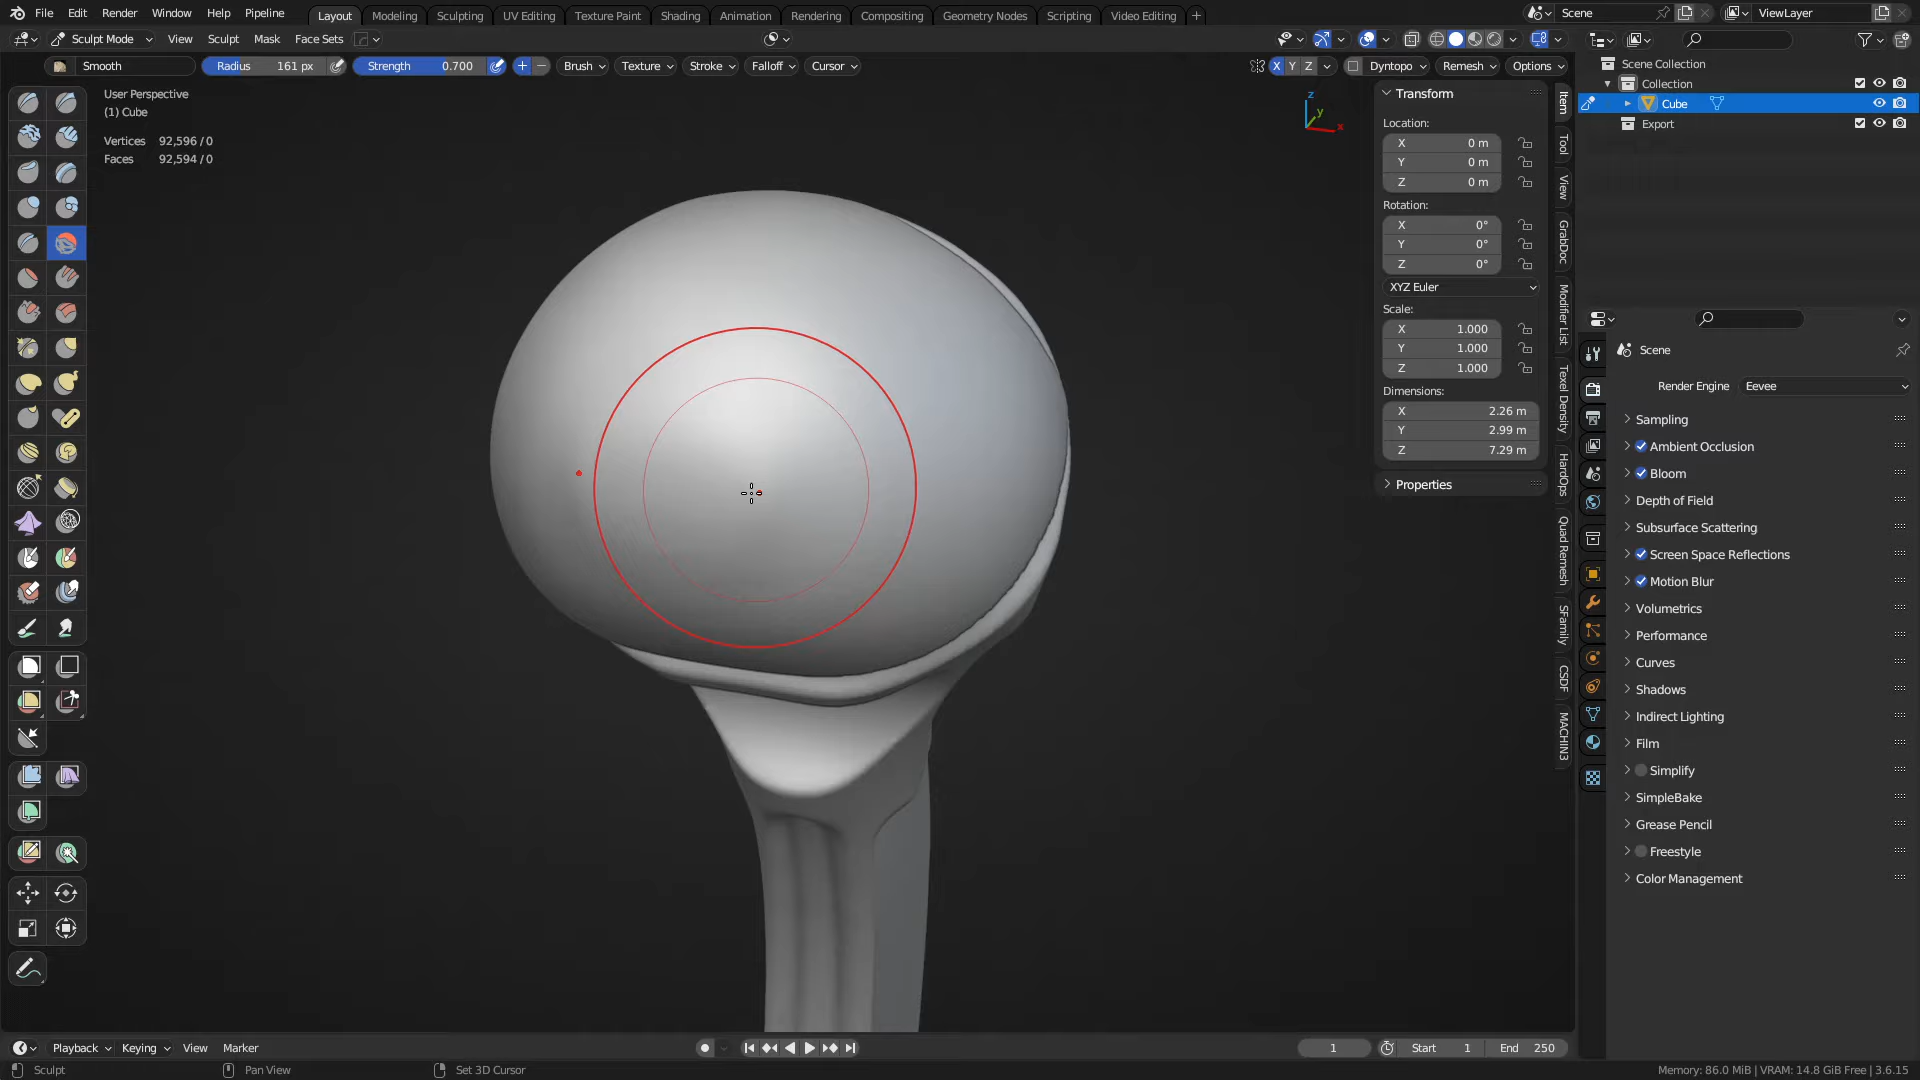 File Edit Render Window Help Pipeline Layout Modeling Sculpting UV Editing Texture Paint Shading Animation Rendering Compositing Geometry Nodes Scripting Video Editing + Scene ViewLayer
Sculpt Mode View Sculpt Mask Face Sets
Smooth Radius 161 px Strength 0.700 + − Brush Texture Stroke Falloff Cursor X Y Z Dyntopo Remesh Options
User Perspective
(1) Cube
Vertices 92,596 / 0
Faces 92,594 / 0
z
y
x
Transform
Location:
X 0 m
Y 0 m
Z 0 m
Rotation:
X 0°
Y 0°
Z 0°
XYZ Euler
Scale:
X 1.000
Y 1.000
Z 1.000
Dimensions:
X 2.26 m
Y 2.99 m
Z 7.29 m
Properties
Item
Tool
View
GrabDoc
Modifier List
Texel Density
HardOps
Quad Remesh
SFamily
CSDF
MACHIN3
Scene Collection
Collection
Cube
Export
Scene
Render Engine Eevee
Sampling
Ambient Occlusion
Bloom
Depth of Field
Subsurface Scattering
Screen Space Reflections
Motion Blur
Volumetrics
Performance
Curves
Shadows
Indirect Lighting
Film
Simplify
SimpleBake
Grease Pencil
Freestyle
Color Management
Playback Keying View Marker 1 Start 1 End 250
Sculpt Pan View Set 3D Cursor Memory: 86.0 MiB | VRAM: 14.8 GiB Free | 3.6.15